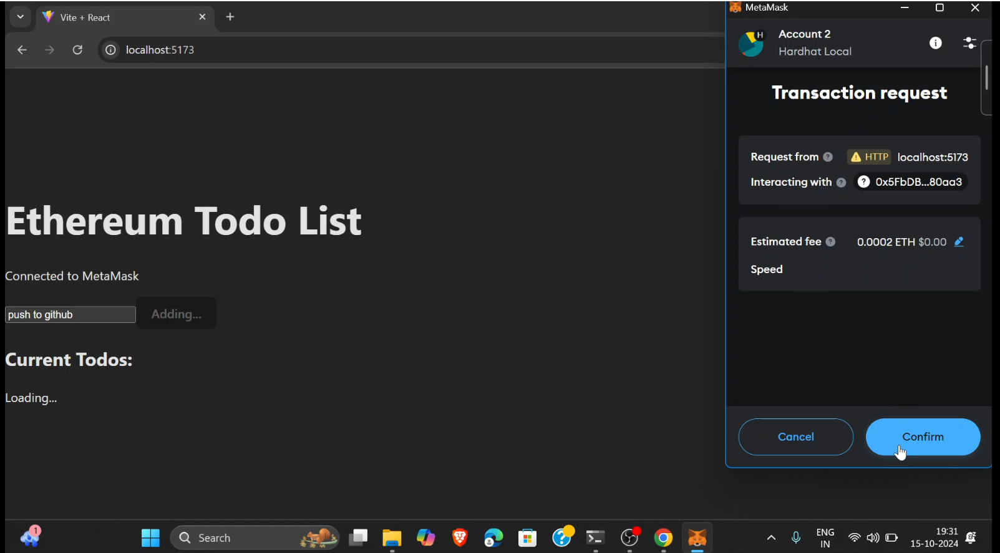 Vite + React
localhost:5173
Ethereum Todo List
Connected to MetaMask
push to github
Adding...
Current Todos:
Loading...
MetaMask
H
Account 2
Hardhat Local
Transaction request
Request from ? HTTP localhost:5173
Interacting with ? ? 0x5FbDB...80aa3
Estimated fee ? 0.0002 ETH $0.00
Speed
Cancel
Confirm
1
Search
ENG
IN
19:31
15-10-2024